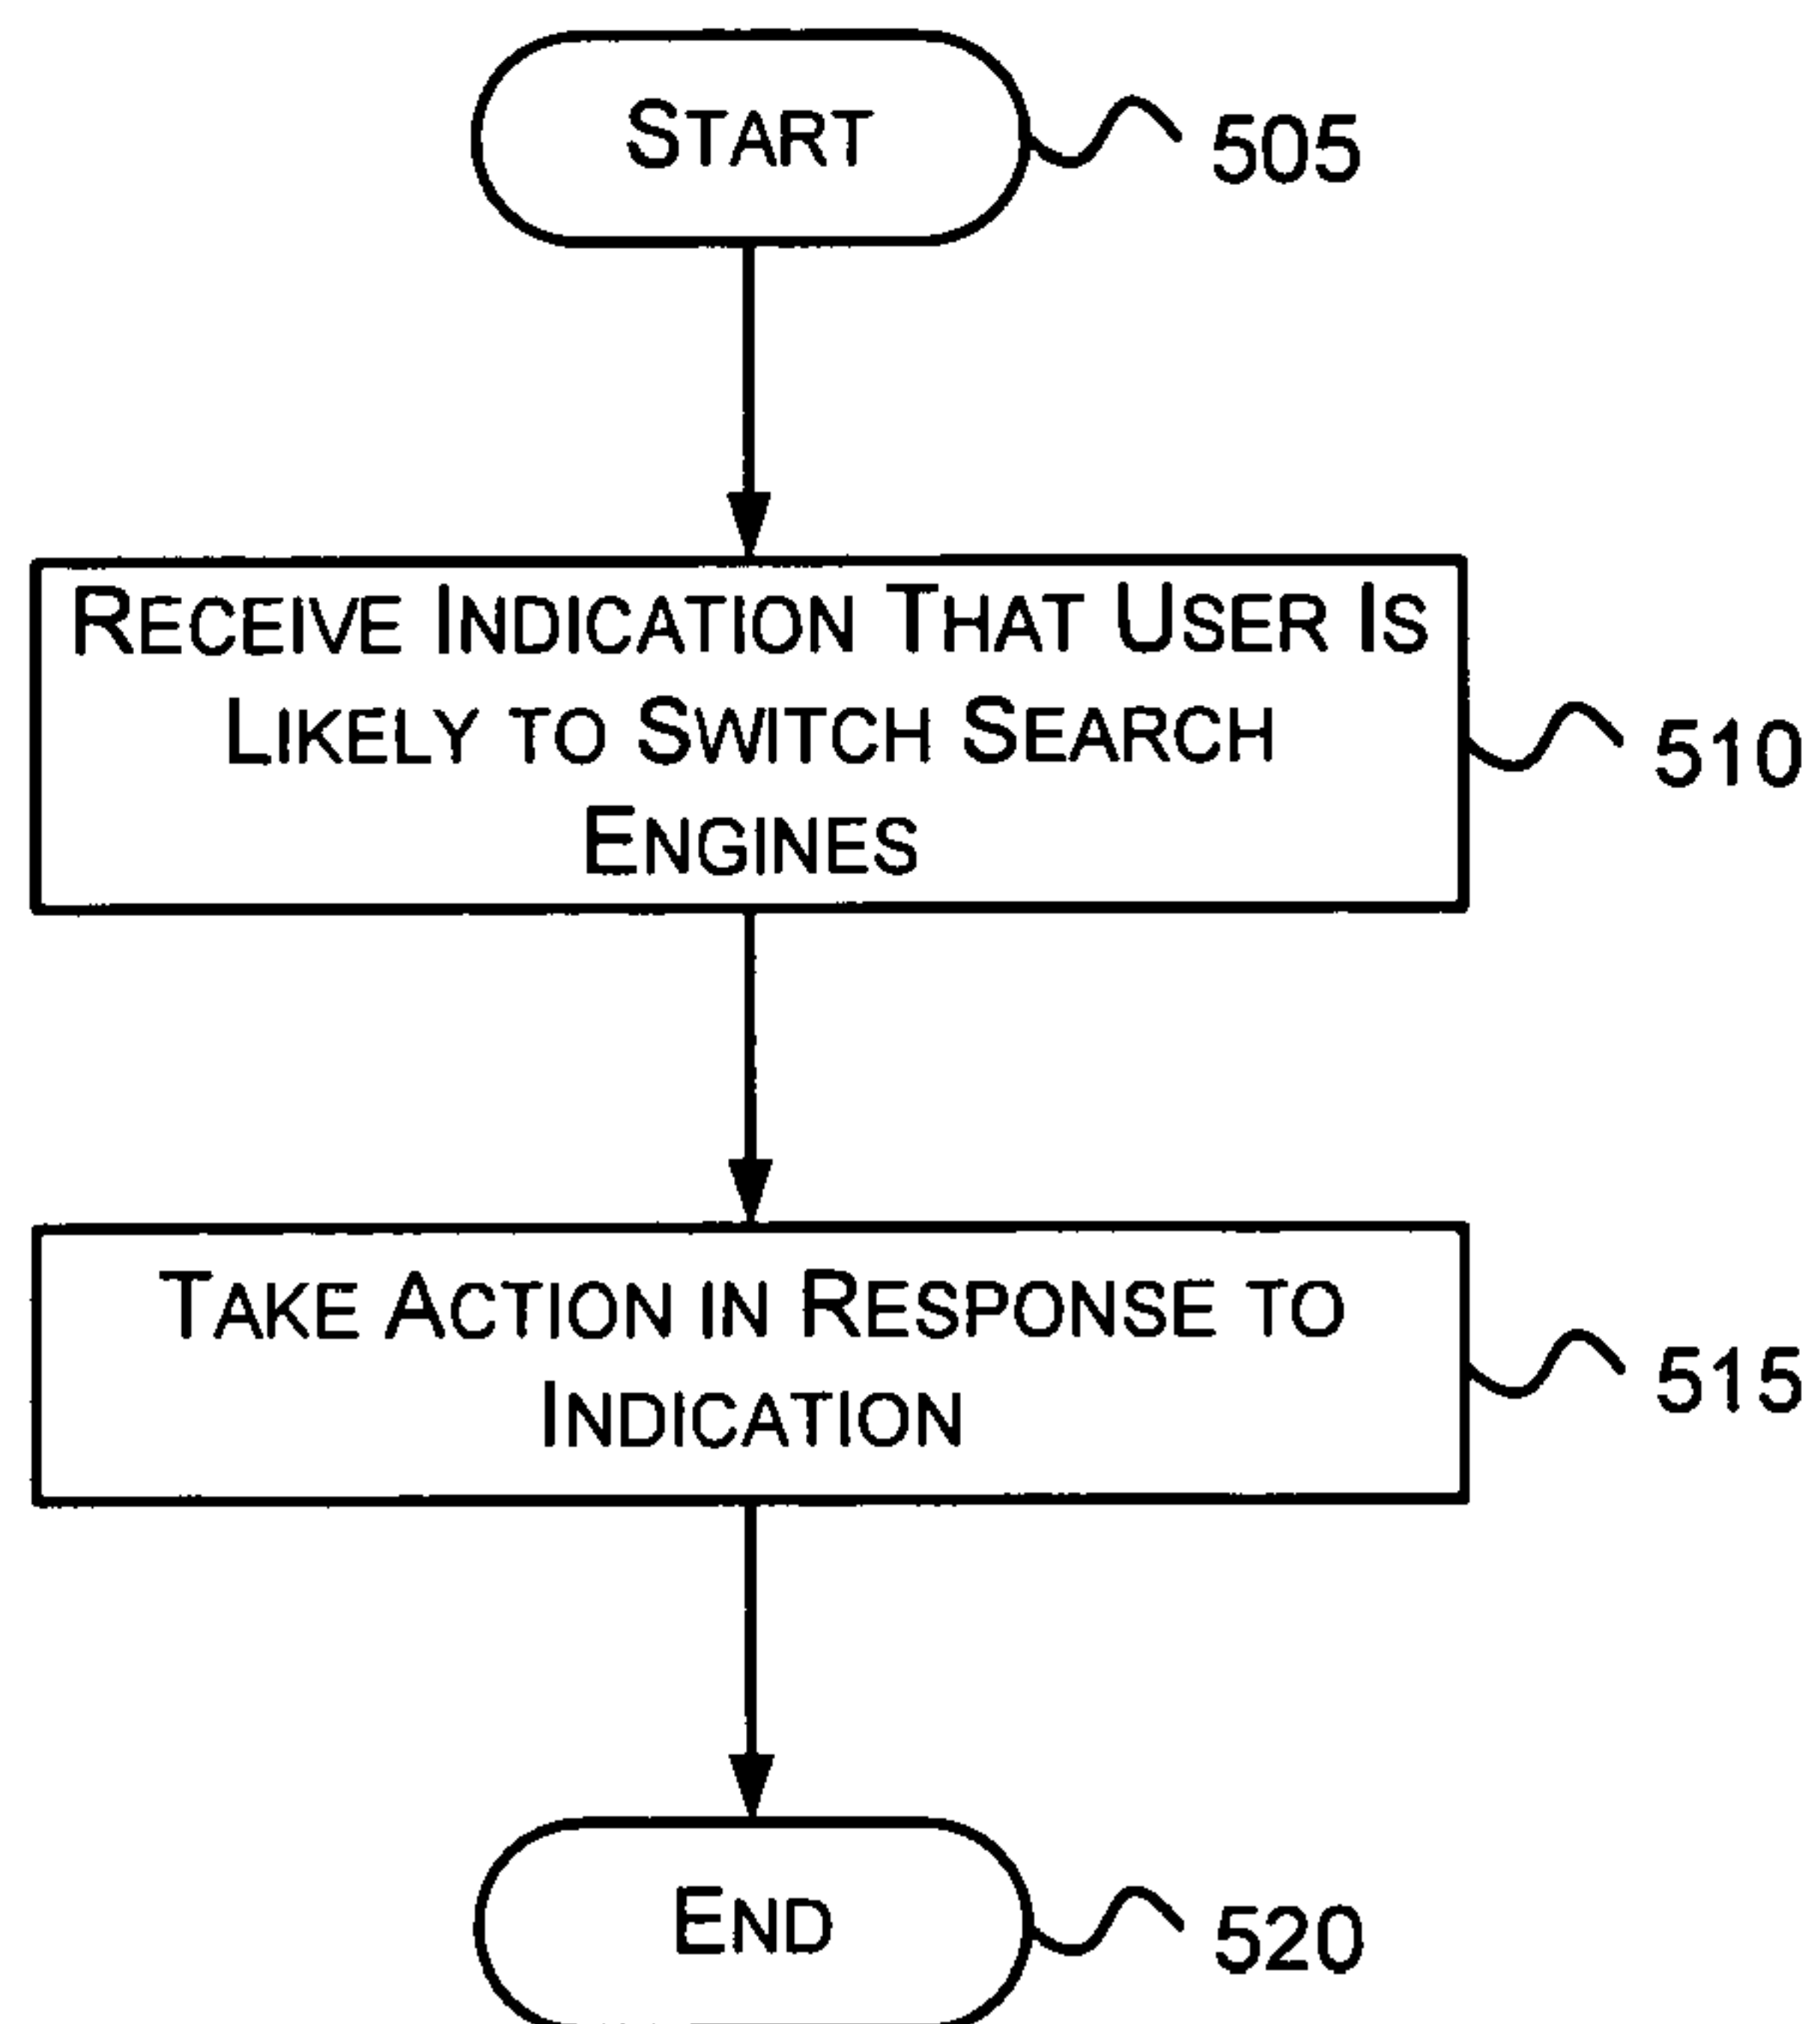 START
505
RECEIVE INDICATION THAT USER IS
LIKELY TO SWITCH SEARCH
ENGINES
510
TAKE ACTION IN RESPONSE TO
INDICATION
515
END
520